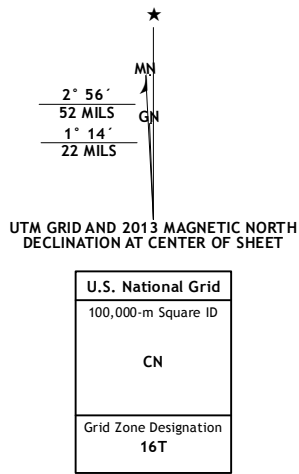 MN
2° 56´
52 MILS
GN
1° 14´
22 MILS
UTM GRID AND 2013 MAGNETIC NORTH
DECLINATION AT CENTER OF SHEET
U.S. National Grid
100,000-m Square ID
CN
Grid Zone Designation
16T